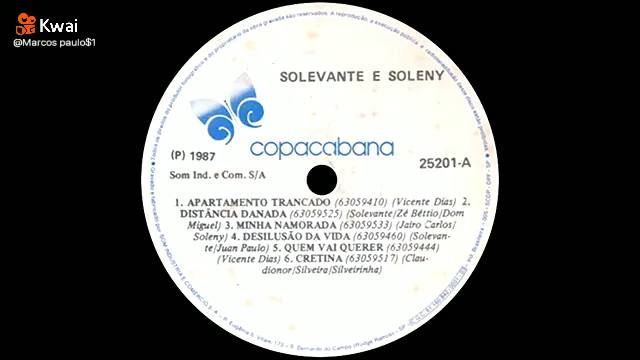 Kwai
@Marcos paulo$1
SOLEVANTE E SOLENY
copacabana
(P) 1987
25201-A
Som Ind. e Com. S/A
1. APARTAMENTO TRANCADO (63059410) (Vicente Dias) 2.
DISTÂNCIA DANADA (63059525) (Solevante/Zé Béttio/Dom
Miguel) 3. MINHA NAMORADA (63059533) (Jairo Carlos/
Soleny) 4. DESILUSÃO DA VIDA (63059460) (Solevan-
te/Juan Paulo) 5. QUEM VAI QUERER (63059444)
(Vicente Dias) 6. CRETINA (63059517) (Clau-
dionor/Silveira/Silveirinha)